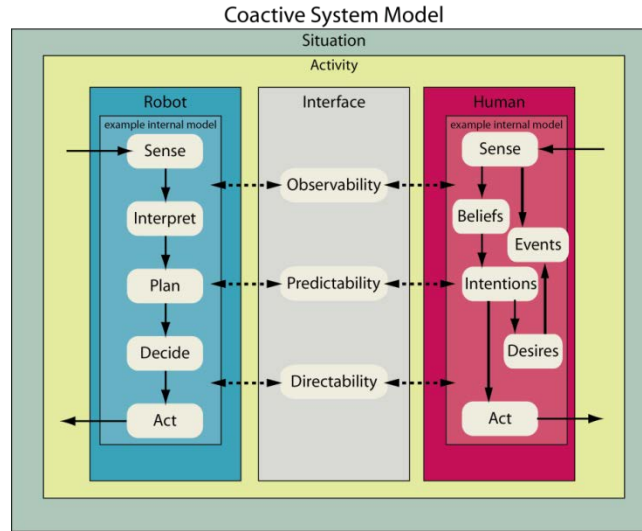 Coactive System Model
Situation
Activity
Robot
Interface
Human
example internal model
example internal model
Sense
Sense
Observability
Interpret
Beliefs
Events
Plan
Predictability
Intentions
Decide
Desires
Directability
Act
Act